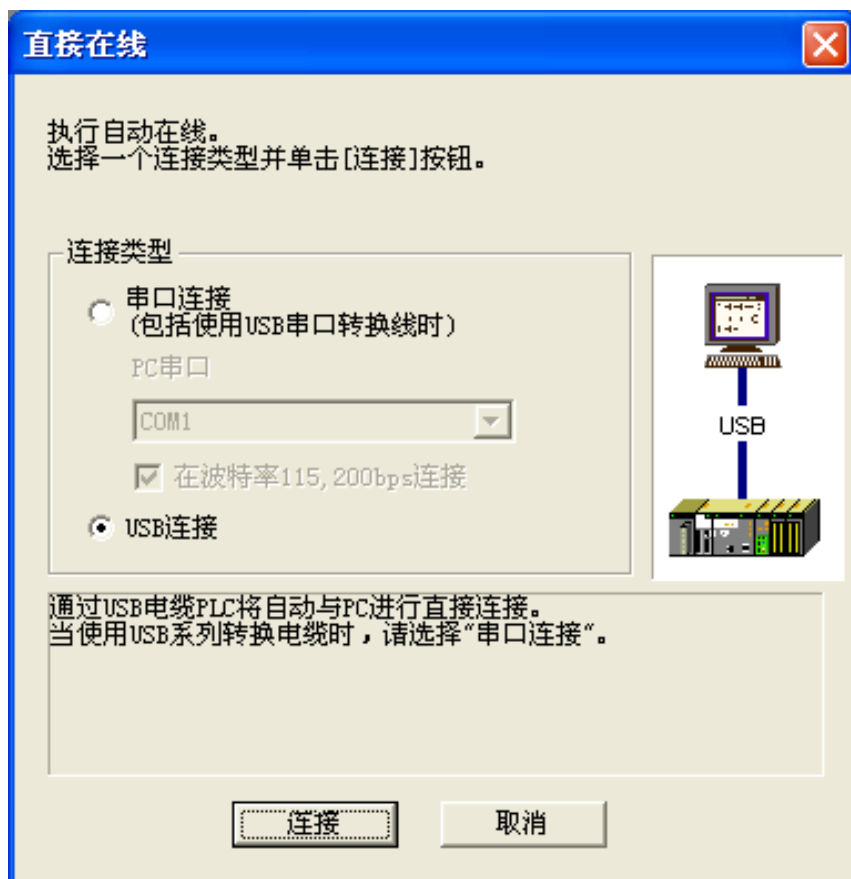 直接在线
执行自动在线。
选择一个连接类型并单击[连接]按钮。
连接类型
串口连接
(包括使用USB串口转换线时)
PC串口
COM1
在波特率115,200bps连接
USB连接
USB
通过USB电缆PLC将自动与PC进行直接连接。
当使用USB系列转换电缆时，请选择“串口连接“。
连接
取消